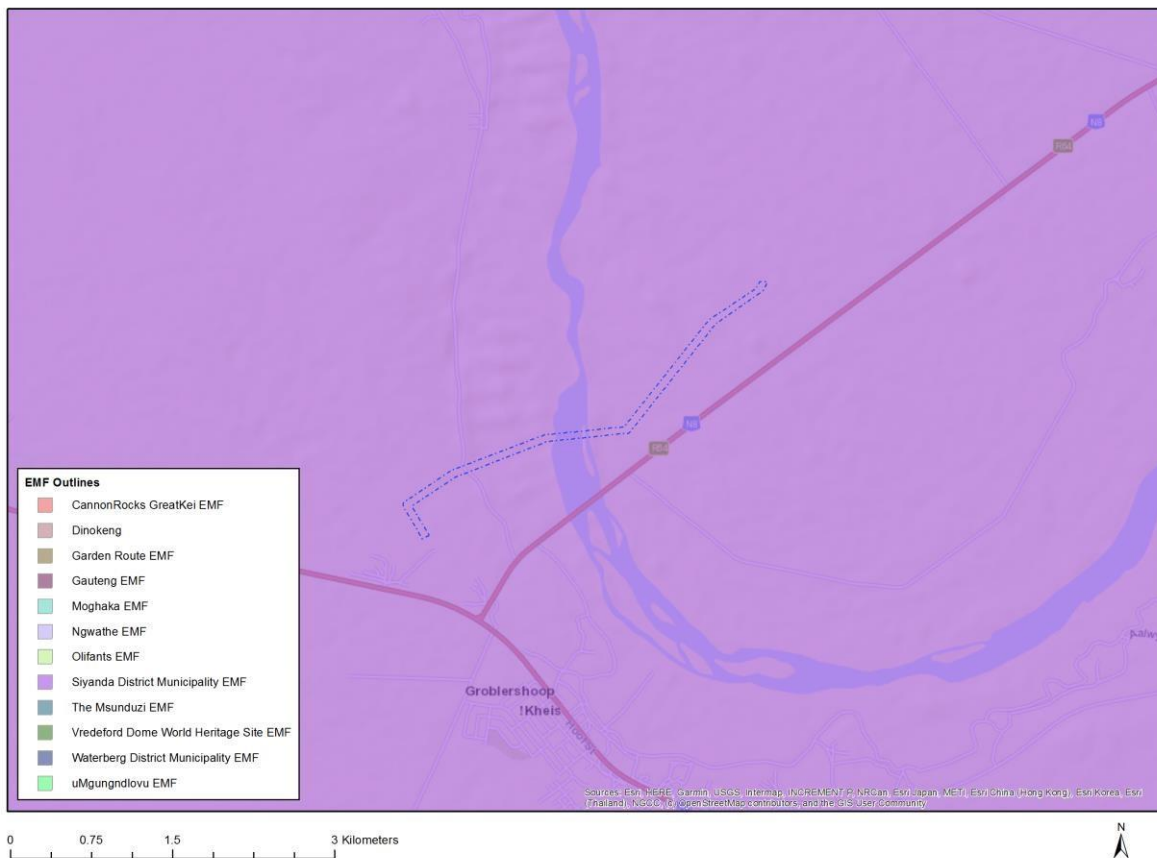 N8
R64
N8
R64
EMF Outlines
CannonRocks GreatKei EMF
Dinokeng
Garden Route EMF
Gauteng EMF
Moghaka EMF
Ngwathe EMF
Olifants EMF
Siyanda District Municipality EMF
The Msunduzi EMF
Vredeford Dome World Heritage Site EMF
Waterberg District Municipality EMF
uMgungndlovu EMF
Groblershoop
!Kheis
Sources: Esri, HERE, Garmin, USGS, Intermap, INCREMENT P, NRCan, Esri Japan, METI, Esri China (Hong Kong), Esri Korea, Esri
(Thailand), NGCC, (c) OpenStreetMap contributors, and the GIS User Community
0 0.75 1.5 3 Kilometers
N